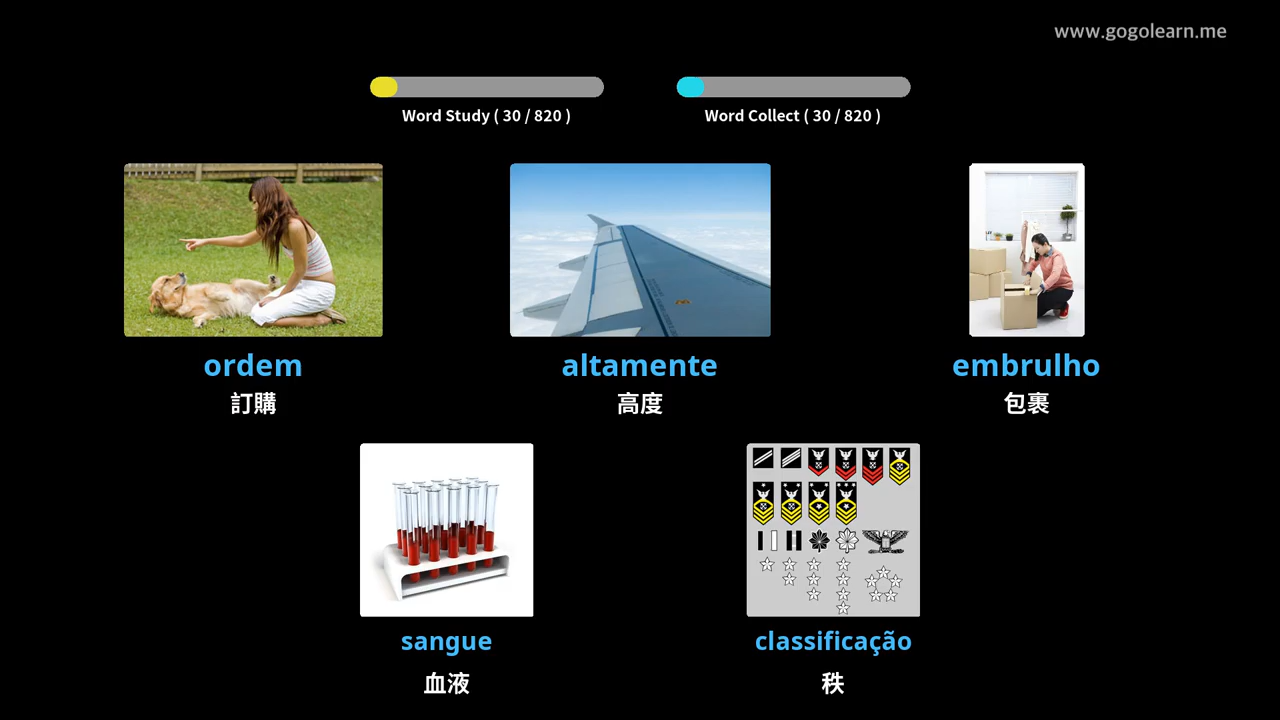 www.gogolearn.me
Word Study ( 30 / 820 )
Word Collect ( 30 / 820 )
ordem
altamente
embrulho
訂購
高度
包裹
sangue
classificação
血液
秩